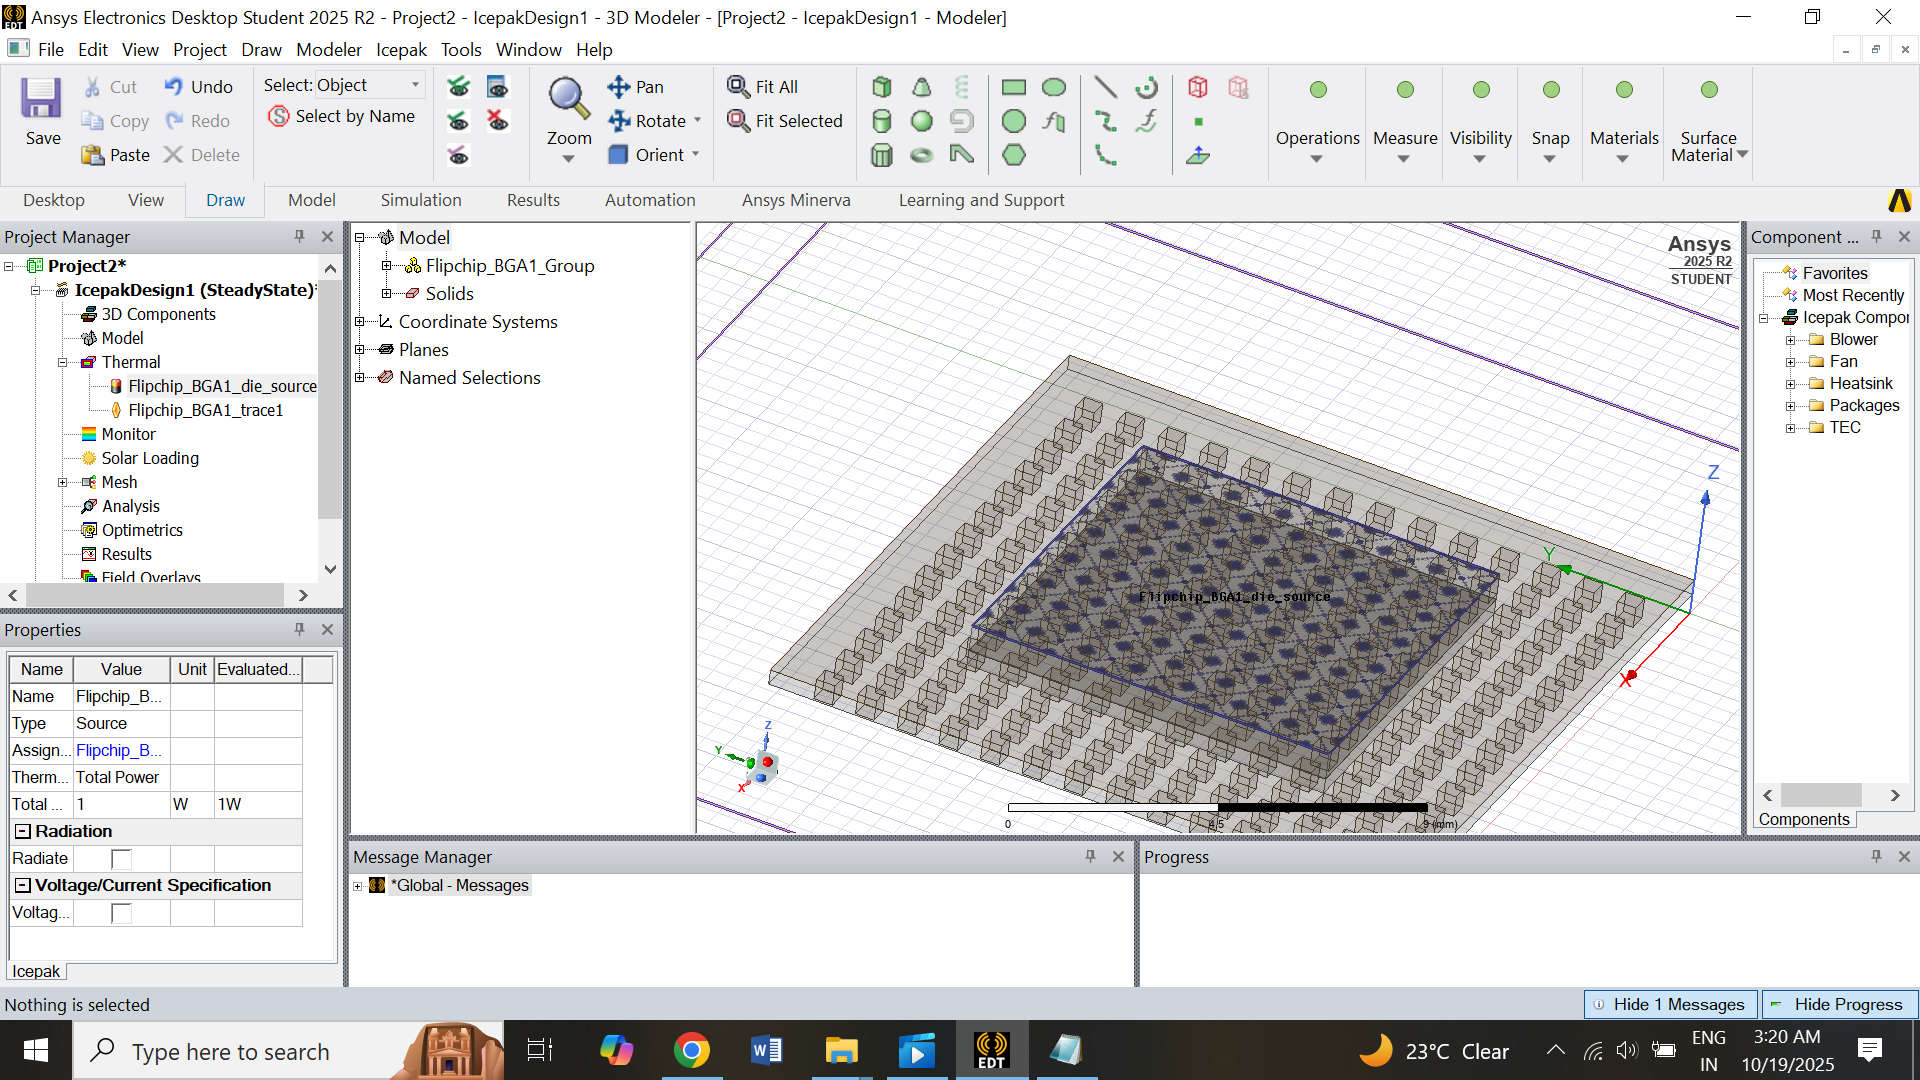 Ansys Electronics Desktop Student 2025 R2 - Project2 - IcepakDesign1 - 3D Modeler - [Project2 - IcepakDesign1 - Modeler]
File Edit View Project Draw Modeler Icepak Tools Window Help
Save
Cut
Copy
Paste
Undo
Redo
Delete
Select: Object
Select by Name
Zoom
Pan
Rotate
Orient
Fit All
Fit Selected
Operations
Measure
Visibility
Snap
Materials
Surface
Material
Desktop View Draw Model Simulation Results Automation Ansys Minerva Learning and Support
Project Manager
Project2*
IcepakDesign1 (SteadyState)*
3D Components
Model
Thermal
Flipchip_BGA1_die_source
Flipchip_BGA1_trace1
Monitor
Solar Loading
Mesh
Analysis
Optimetrics
Results
Field Overlays
Properties
Name Value Unit Evaluated...
Name Flipchip_B...
Type Source
Assign... Flipchip_B...
Therm... Total Power
Total ... 1 W 1W
Radiation
Radiate
Voltage/Current Specification
Voltag...
Icepak
Model
Flipchip_BGA1_Group
Solids
Coordinate Systems
Planes
Named Selections
Ansys
2025 R2
STUDENT
Z
Y
X
Flipchip_BGA1_die_source
Z
Y
X
0 4.5 9 (mm)
Component ...
Favorites
Most Recently
Icepak Compor
Blower
Fan
Heatsink
Packages
TEC
Components
Message Manager
*Global - Messages
Progress
Nothing is selected
Hide 1 Messages
Hide Progress
Type here to search
EDT
23°C Clear
ENG
IN
3:20 AM
10/19/2025